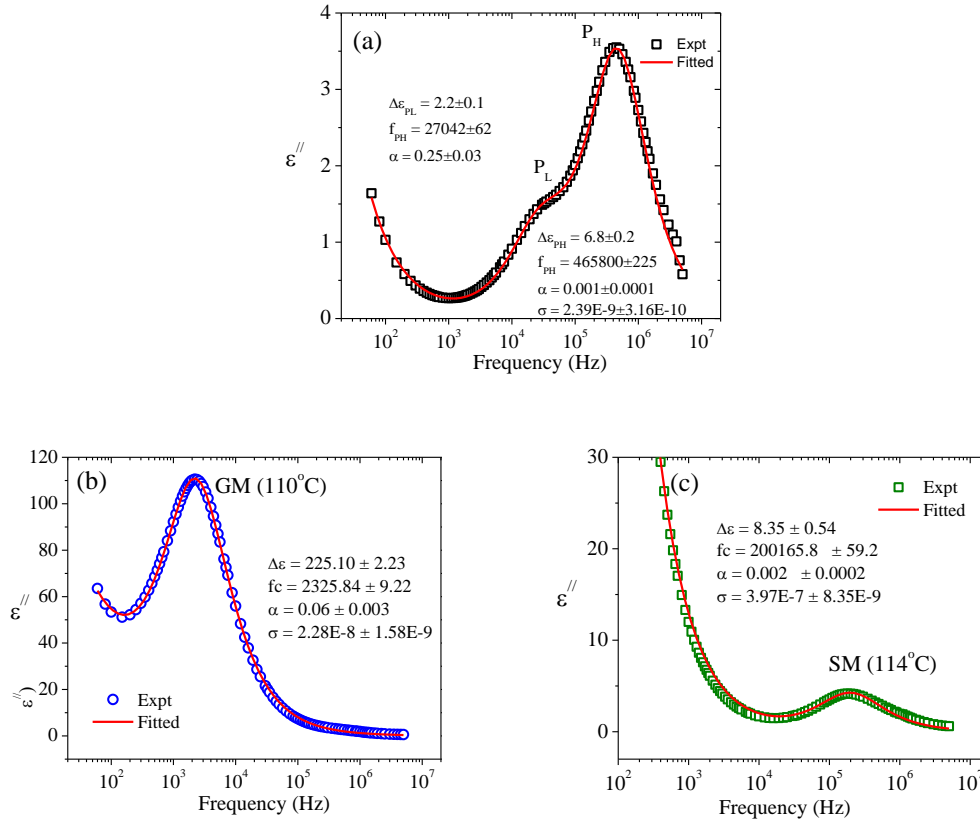 (a)
P_H
Expt
Fitted
Δε_PL = 2.2±0.1
f_PH = 27042±62
α = 0.25±0.03
P_L
Δε_PH = 6.8±0.2
f_PH = 465800±225
α = 0.001±0.0001
σ = 2.39E-9±3.16E-10
ε//
4
3
2
1
0
10^2 10^3 10^4 10^5 10^6 10^7
Frequency (Hz)
(b)
GM (110°C)
Δε = 225.10 ± 2.23
fc = 2325.84 ± 9.22
α = 0.06 ± 0.003
σ = 2.28E-8 ± 1.58E-9
Expt
Fitted
ε//
ε//)
120
100
80
60
40
20
0
10^2 10^3 10^4 10^5 10^6 10^7
Frequency (Hz)
(c)
Expt
Fitted
Δε = 8.35 ± 0.54
fc = 200165.8 ± 59.2
α = 0.002 ± 0.0002
σ = 3.97E-7 ± 8.35E-9
SM (114°C)
ε//
30
20
10
0
10^2 10^3 10^4 10^5 10^6 10^7
Frequency (Hz)